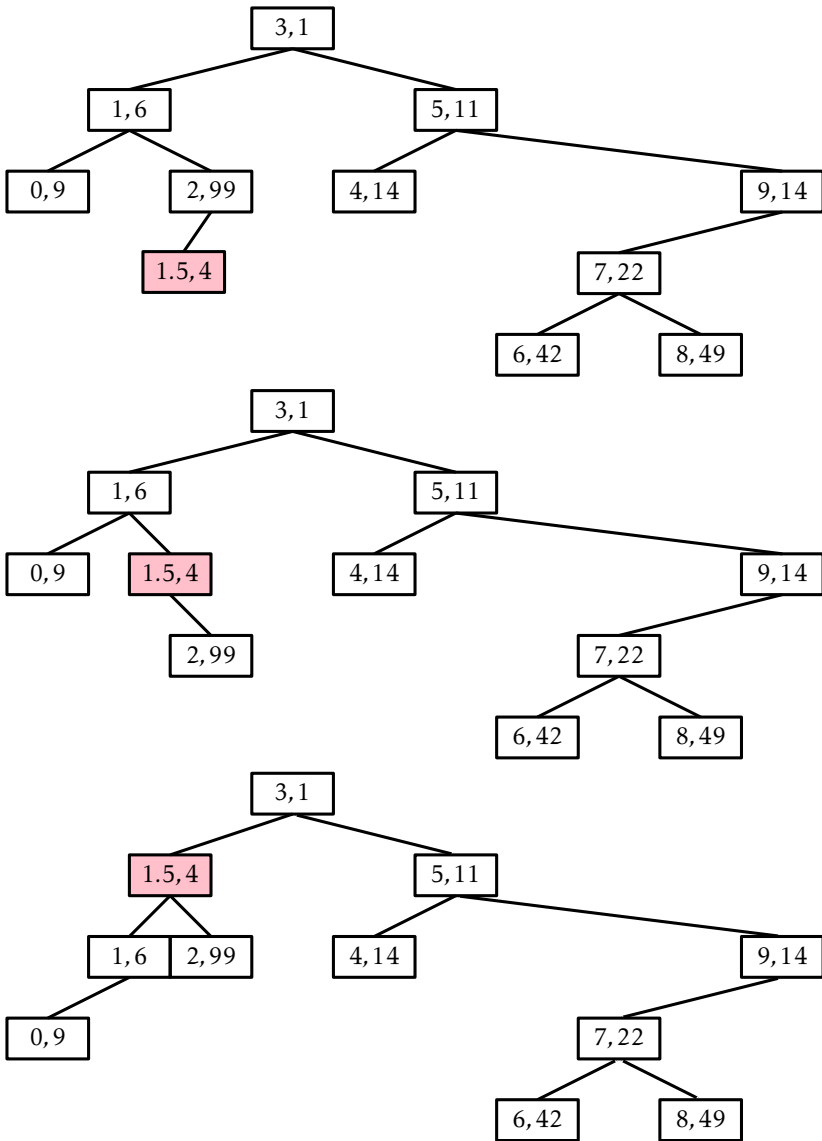 3, 1
1, 6 5, 11
0, 9 2, 99 4, 14 9, 14
1.5, 4 7, 22
6, 42 8, 49
3, 1
1, 6 5, 11
0, 9 1.5, 4 4, 14 9, 14
2, 99 7, 22
6, 42 8, 49
3, 1
1.5, 4 5, 11
1, 6 2, 99 4, 14 9, 14
0, 9 7, 22
6, 42 8, 49